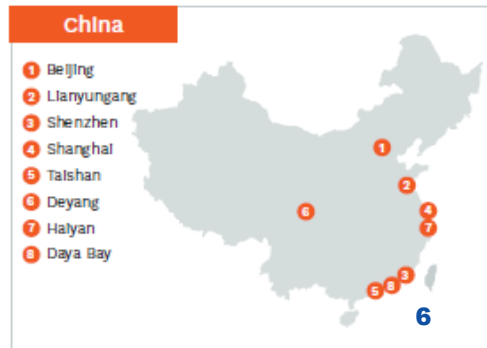 China
1 Beijing
2 Lianyungang
3 Shenzhen
4 Shanghai
5 Taishan
6 Deyang
7 Haiyan
8 Daya Bay
1
2
6
4
7
3
8
5
6